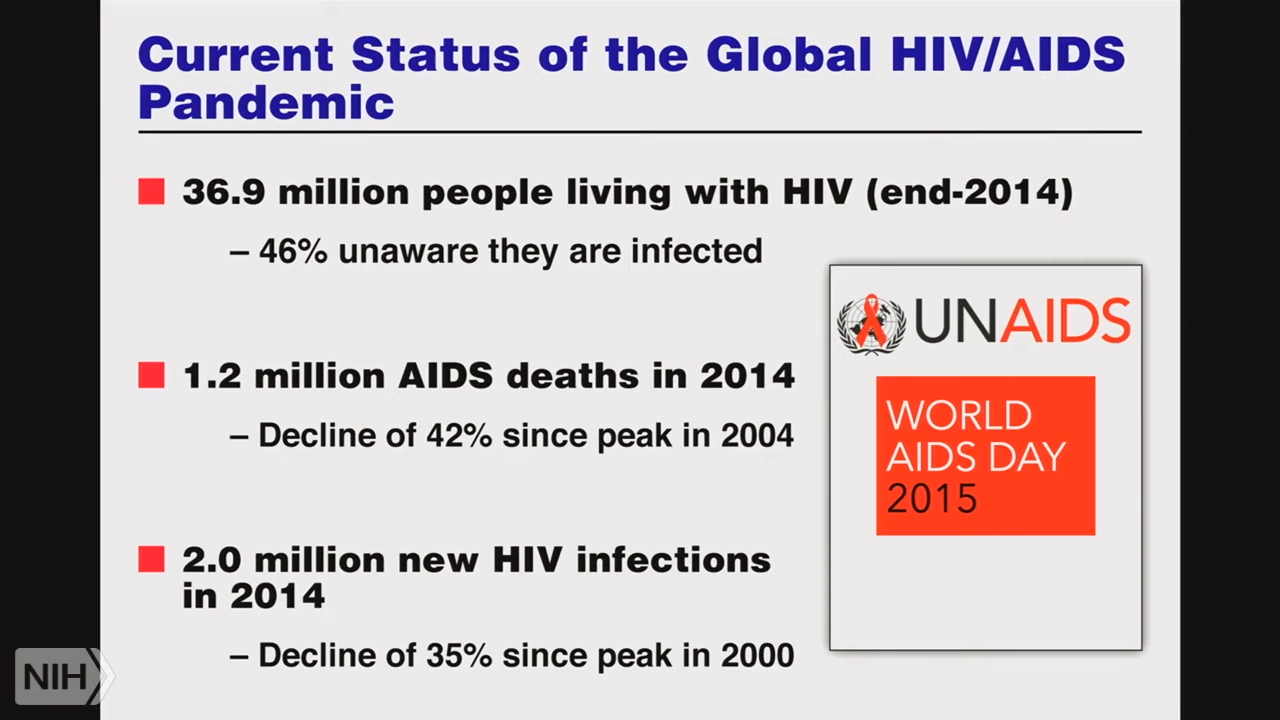 Current Status of the Global HIV/AIDS
Pandemic
36.9 million people living with HIV (end-2014)
– 46% unaware they are infected
1.2 million AIDS deaths in 2014
– Decline of 42% since peak in 2004
2.0 million new HIV infections
in 2014
– Decline of 35% since peak in 2000
UNAIDS
WORLD
AIDS DAY
2015
NIH